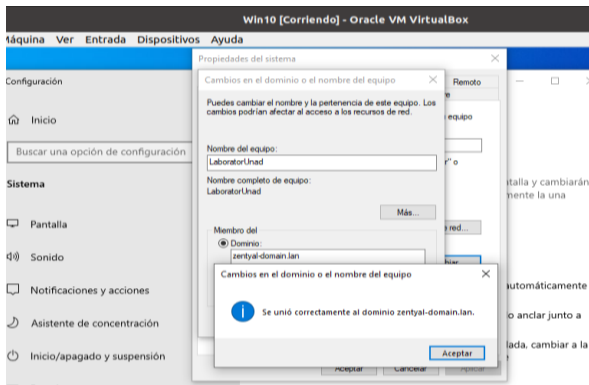 Win10 [Corriendo] - Oracle VM VirtualBox
Máquina Ver Entrada Dispositivos Ayuda
Propiedades del sistema
Configuración
Cambios en el dominio o el nombre del equipo
Remoto
Puedes cambiar el nombre y la pertenencia de este equipo. Los
cambios podrían afectar al acceso a los recursos de red.
equipo
Inicio
Buscar una opción de configuración
Nombre del equipo:
LaboratorUnad
" o
Nombre completo de equipo:
LaboratorUnad
Sistema
talla y cambiarán
mente la una
Más...
red...
Pantalla
Miembro del
Dominio:
zentyal-domain.lan
Sonido
Cambios en el dominio o el nombre del equipo
Notificaciones y acciones
automáticamente
Se unió correctamente al dominio zentyal-domain.lan.
o anclar junto a
Asistente de concentración
lada, cambiar a la
Inicio/apagado y suspensión
Aceptar
Aceptar Cancelar Aplicar